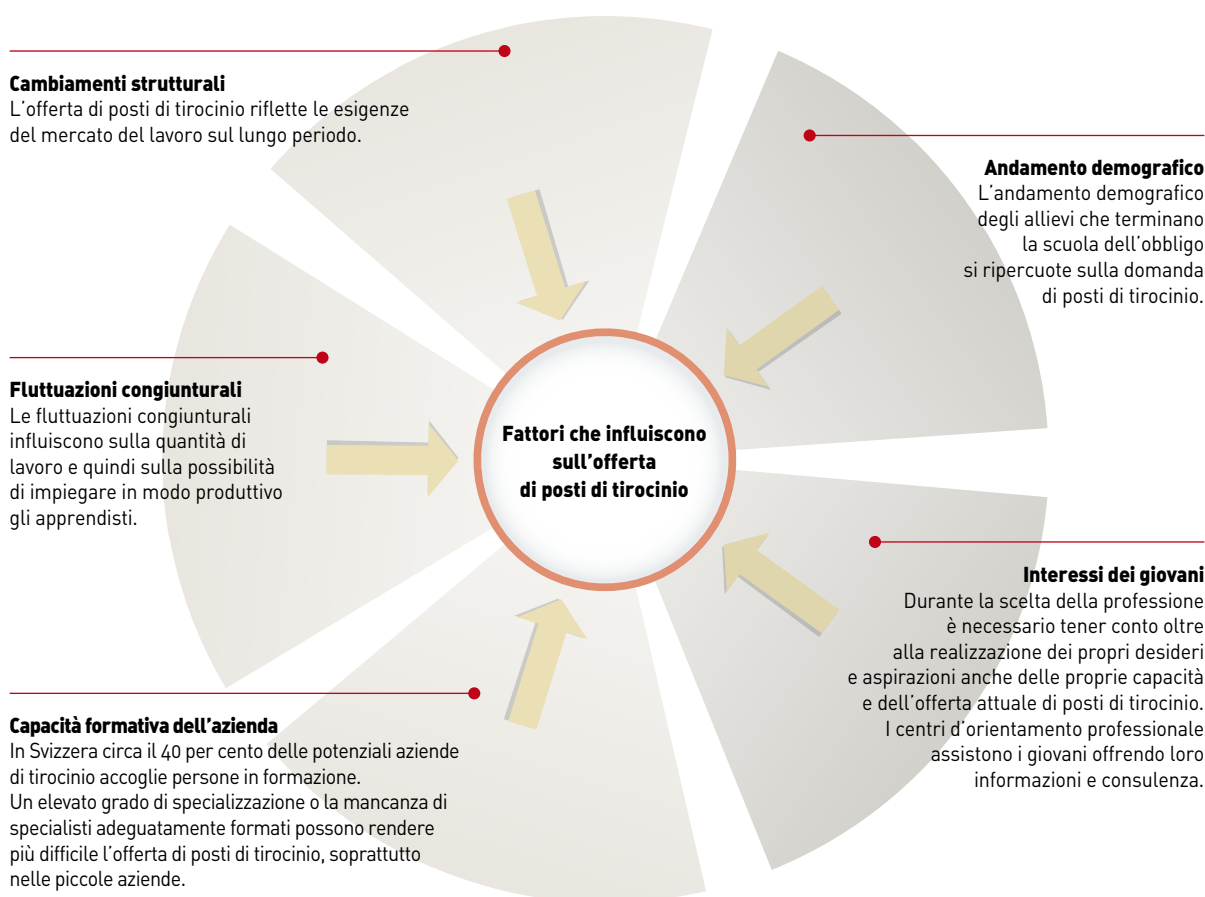 Cambiamenti strutturali
L'offerta di posti di tirocinio riflette le esigenze
del mercato del lavoro sul lungo periodo.
Andamento demografico
L'andamento demografico
degli allievi che terminano
la scuola dell'obbligo
si ripercuote sulla domanda
di posti di tirocinio.
Fluttuazioni congiunturali
Le fluttuazioni congiunturali
influiscono sulla quantità di
lavoro e quindi sulla possibilità
di impiegare in modo produttivo
gli apprendisti.
Fattori che influiscono
sull'offerta
di posti di tirocinio
Interessi dei giovani
Durante la scelta della professione
è necessario tener conto oltre
alla realizzazione dei propri desideri
e aspirazioni anche delle proprie capacità
e dell'offerta attuale di posti di tirocinio.
I centri d'orientamento professionale
assistono i giovani offrendo loro
informazioni e consulenza.
Capacità formativa dell'azienda
In Svizzera circa il 40 per cento delle potenziali aziende
di tirocinio accoglie persone in formazione.
Un elevato grado di specializzazione o la mancanza di
specialisti adeguatamente formati possono rendere
più difficile l'offerta di posti di tirocinio, soprattutto
nelle piccole aziende.